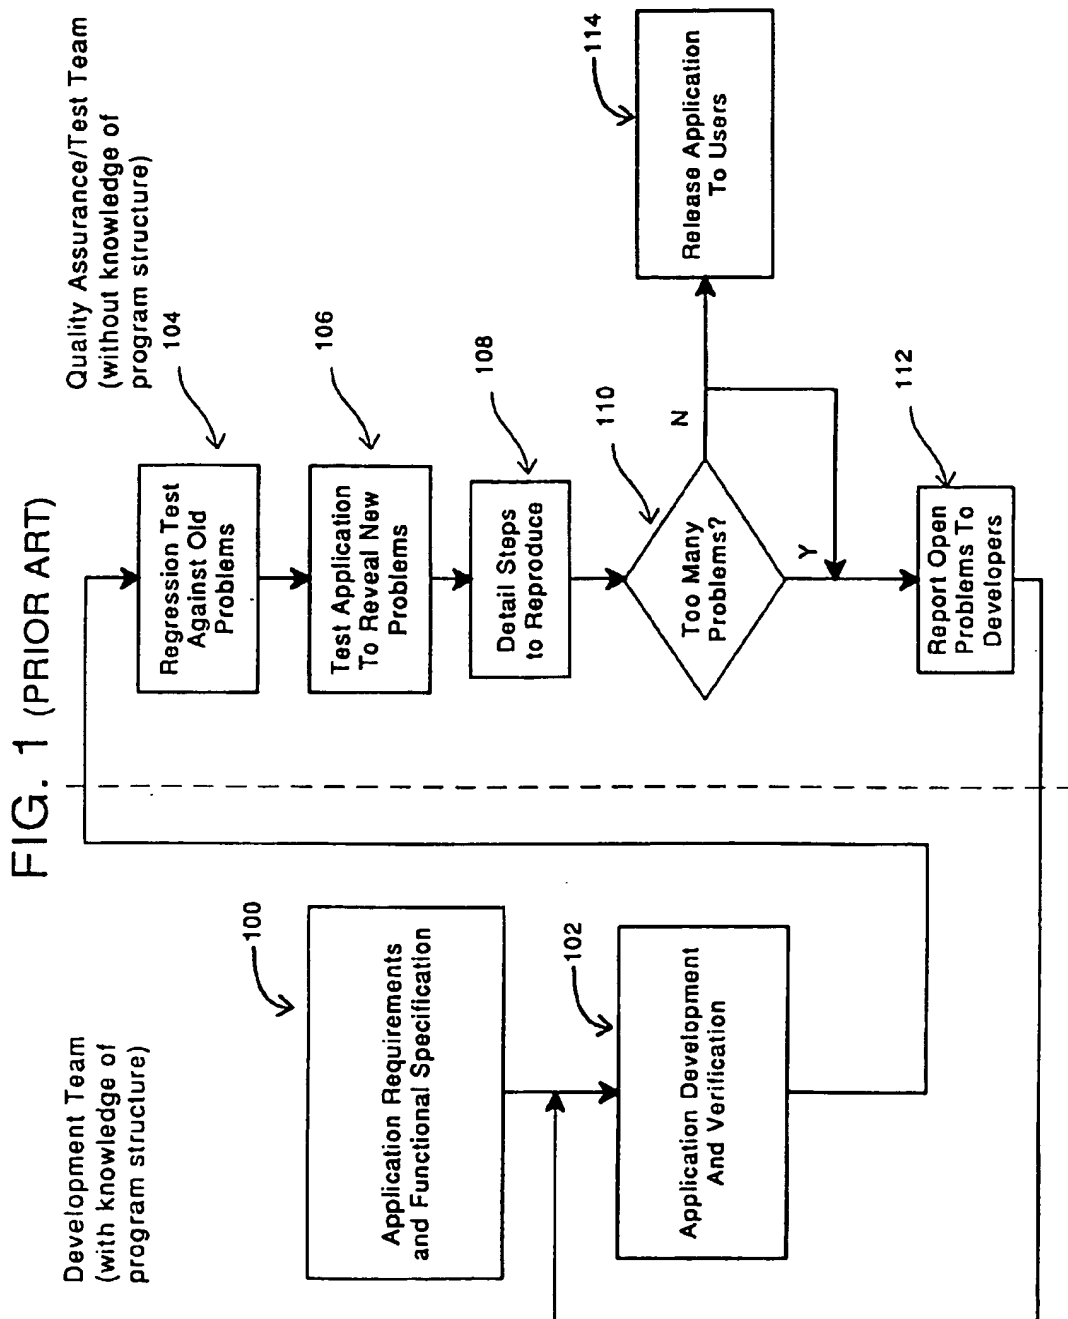 FIG. 1 (PRIOR ART)
Development Team
(with knowledge of
program structure)
Quality Assurance/Test Team
(without knowledge of
program structure)
100
Application Requirements
and Functional Specification
102
Application Development
And Verification
104
Regression Test
Against Old
Problems
106
Test Application
To Reveal New
Problems
108
Detail Steps
to Reproduce
110
Too Many
Problems?
N
Y
114
Release Application
To Users
112
Report Open
Problems To
Developers